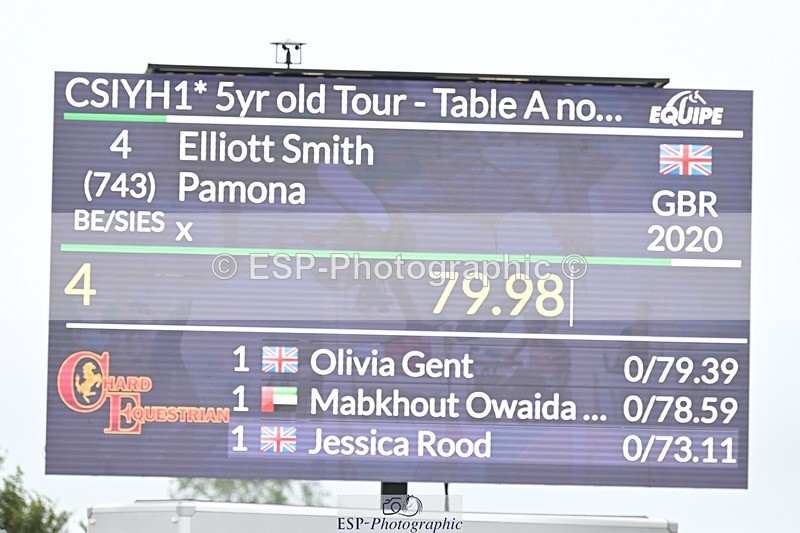 CSIYH1* 5yr old Tour - Table A no...
EQUIPE
4 Elliott Smith
(743) Pamona
GBR
BE/SIES x
2020
© ESP-Photographic ©
4 79.98
1 Olivia Gent 0/79.39
1 Mabkhout Owaida ... 0/78.59
1 Jessica Rood 0/73.11
CHARD
EQUESTRIAN
ESP-Photographic